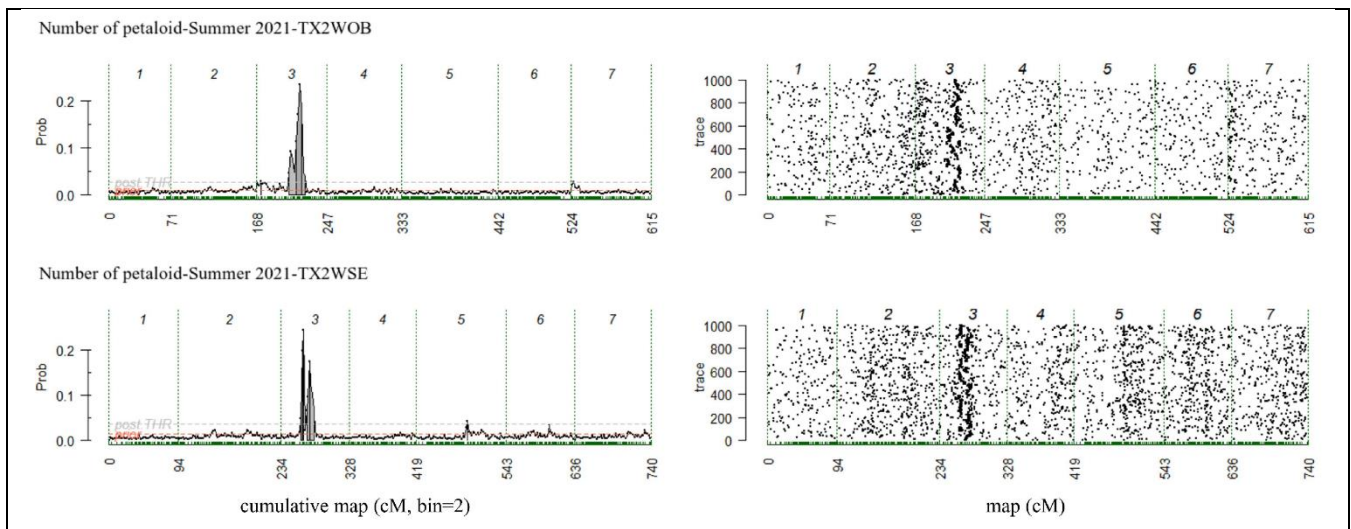 Number of petaloid-Summer 2021-TX2WOB
1 2 3 4 5 6 7
Prob
0.2
0.1
0.0
post THR
0 71 168 247 333 442 524 615
1 2 3 4 5 6 7
trace
1000
800
600
400
200
0
0 71 168 247 333 442 524 615
Number of petaloid-Summer 2021-TX2WSE
1 2 3 4 5 6 7
Prob
0.2
0.1
0.0
post THR
0 94 234 328 419 543 636 740
cumulative map (cM, bin=2)
1 2 3 4 5 6 7
trace
1000
800
600
400
200
0
0 94 234 328 419 543 636 740
map (cM)